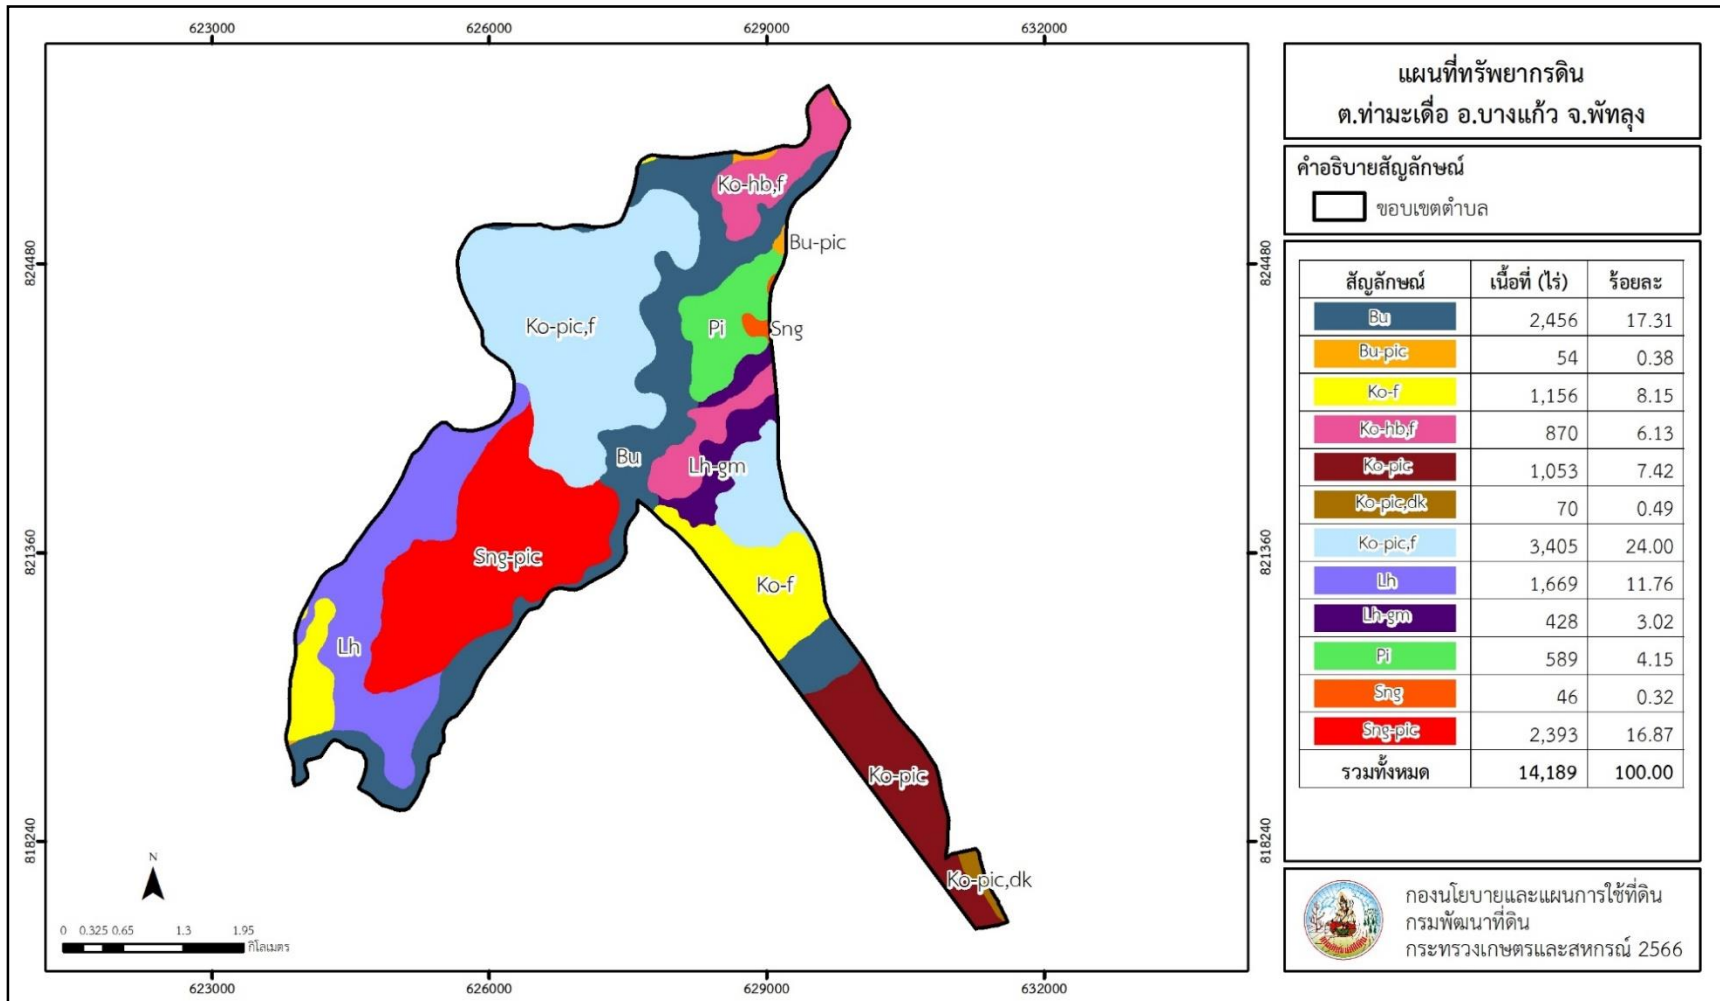 623000
626000
629000
632000
824480
821360
818240
824480
821360
818240
623000
626000
629000
632000
Ko-hb,f
Bu-pic
Ko-pic,f
Pi
Sng
Bu
Lh-gm
Sng-pic
Ko-f
Lh
Ko-pic
Ko-pic,dk
N
0 0.325 0.65 1.3 1.95
กิโลเมตร
แผนที่ทรัพยากรดิน
ต.ท่ามะเดื่อ อ.บางแก้ว จ.พัทลุง
คำอธิบายสัญลักษณ์
ขอบเขตตำบล
สัญลักษณ์ เนื้อที่ (ไร่) ร้อยละ
Bu 2,456 17.31
Bu-pic 54 0.38
Ko-f 1,156 8.15
Ko-hb,f 870 6.13
Ko-pic 1,053 7.42
Ko-pic,dk 70 0.49
Ko-pic,f 3,405 24.00
Lh 1,669 11.76
Lh-gm 428 3.02
Pi 589 4.15
Sng 46 0.32
Sng-pic 2,393 16.87
รวมทั้งหมด 14,189 100.00
กองนโยบายและแผนการใช้ที่ดิน
กรมพัฒนาที่ดิน
กระทรวงเกษตรและสหกรณ์ 2566